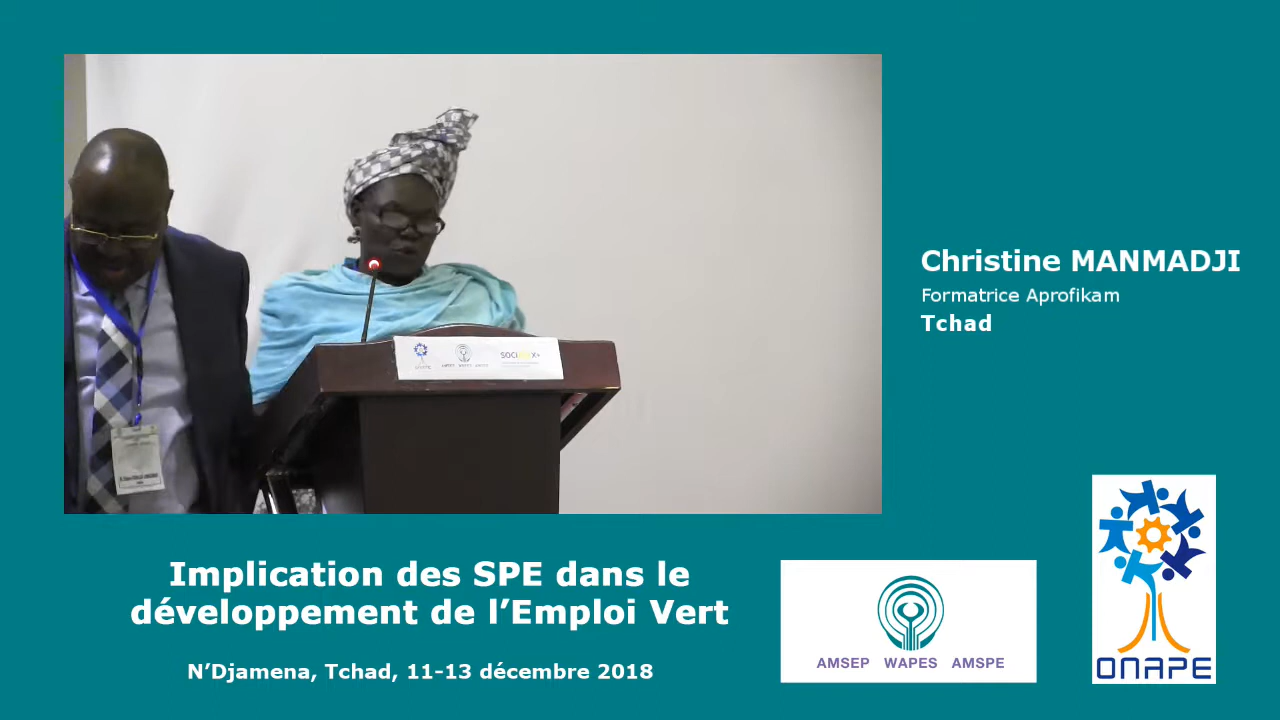 Christine MANMADJI
Formatrice Aprofikam
Tchad
SOCi X+
Implication des SPE dans le
développement de l’Emploi Vert
N’Djamena, Tchad, 11-13 décembre 2018
AMSEP WAPES AMSPE
ONAPE